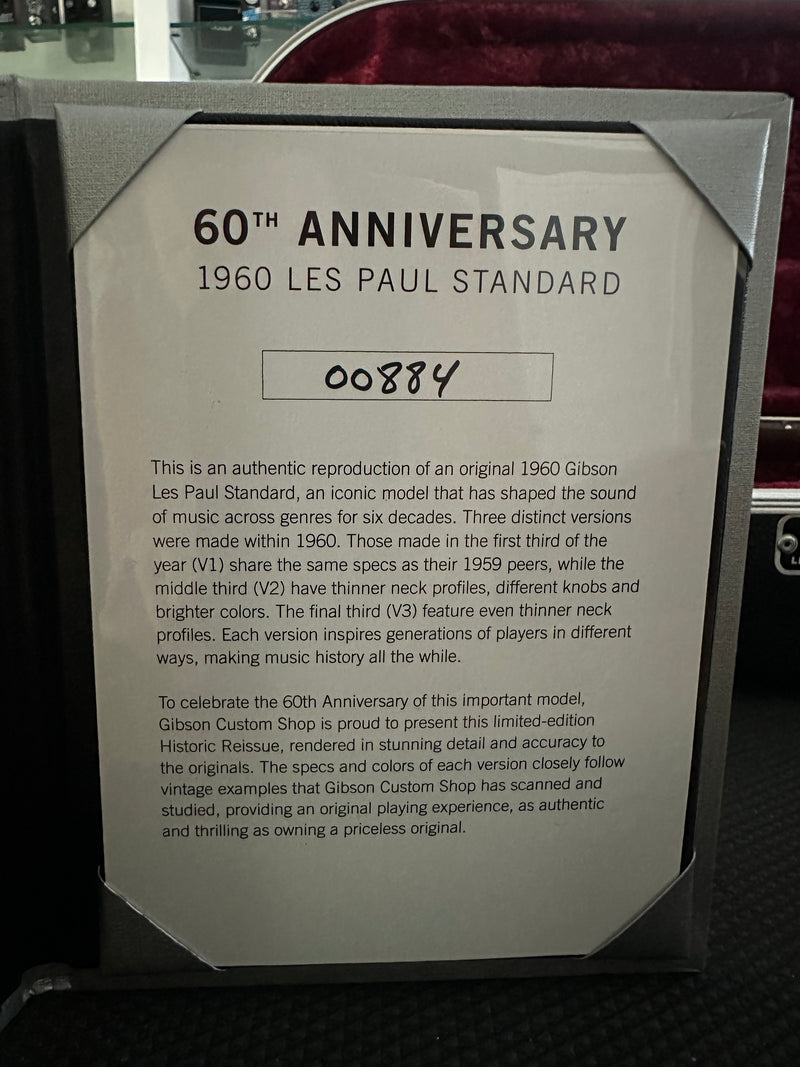 60TH ANNIVERSARY
1960 LES PAUL STANDARD
00884
This is an authentic reproduction of an original 1960 Gibson
Les Paul Standard, an iconic model that has shaped the sound
of music across genres for six decades. Three distinct versions
were made within 1960. Those made in the first third of the
year (V1) share the same specs as their 1959 peers, while the
middle third (V2) have thinner neck profiles, different knobs and
brighter colors. The final third (V3) feature even thinner neck
profiles. Each version inspires generations of players in different
ways, making music history all the while.
To celebrate the 60th Anniversary of this important model,
Gibson Custom Shop is proud to present this limited-edition
Historic Reissue, rendered in stunning detail and accuracy to
the originals. The specs and colors of each version closely follow
vintage examples that Gibson Custom Shop has scanned and
studied, providing an original playing experience, as authentic
and thrilling as owning a priceless original.